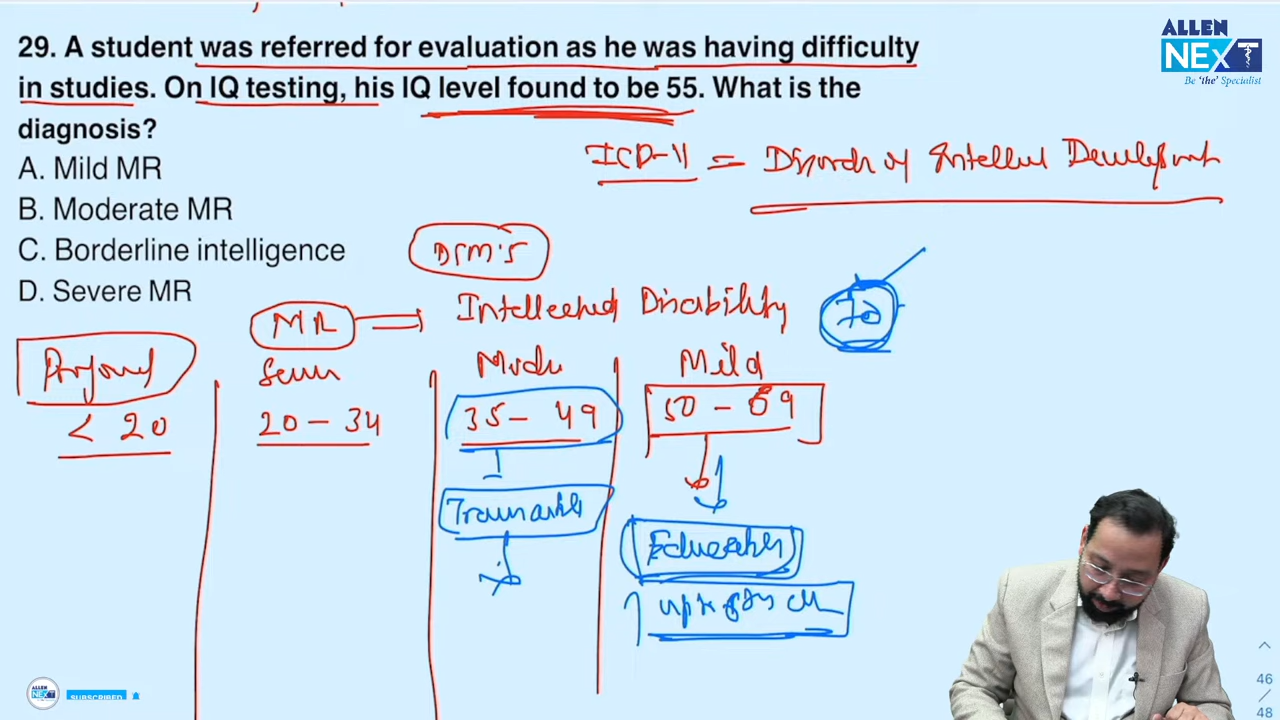 ALLEN
NEXT
Be 'the' Specialist
29. A student was referred for evaluation as he was having difficulty
in studies. On IQ testing, his IQ level found to be 55. What is the
diagnosis?
A. Mild MR
B. Moderate MR
C. Borderline intelligence
D. Severe MR
ICD-11 = Disorder of Intellectual Development
DSM-5
MR Intellectual Disability
Profound
Mild
< 20
20 - 34
35 - 49
50 - 69
Trainable
Educable
46
/
48
ALLEN
NEXT
SUBSCRIBED